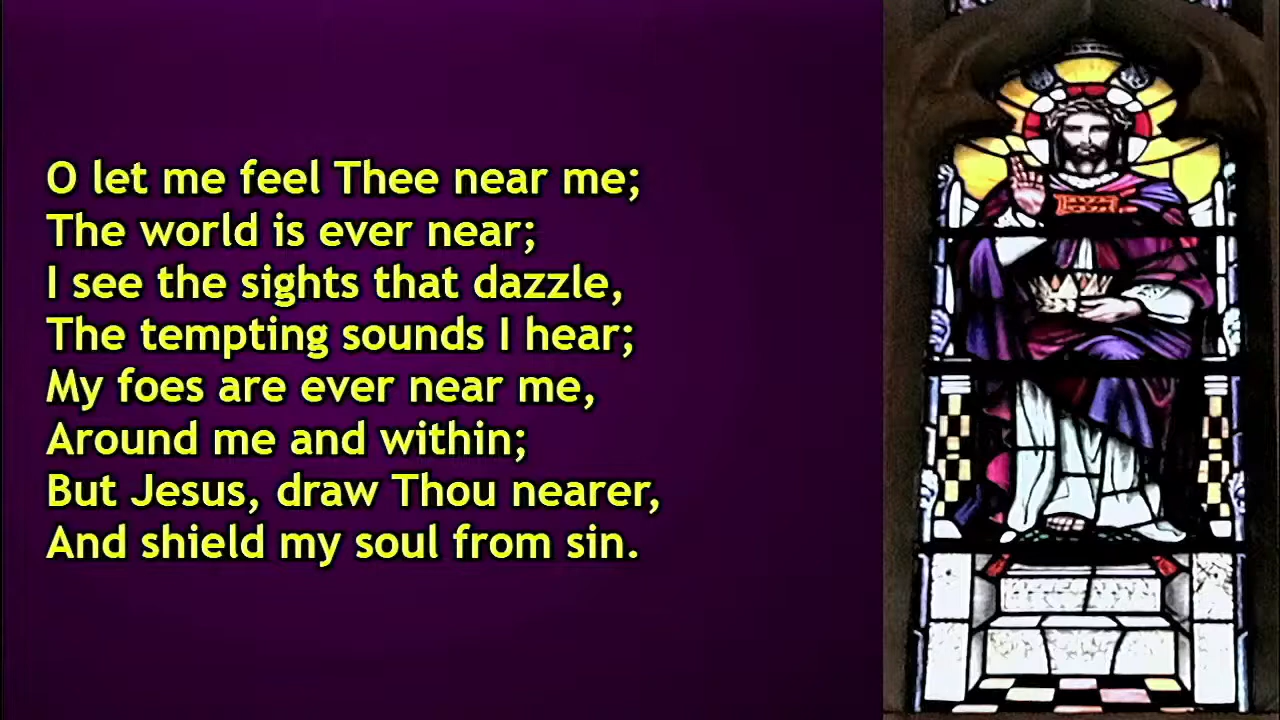 O let me feel Thee near me;
The world is ever near;
I see the sights that dazzle,
The tempting sounds I hear;
My foes are ever near me,
Around me and within;
But Jesus, draw Thou nearer,
And shield my soul from sin.